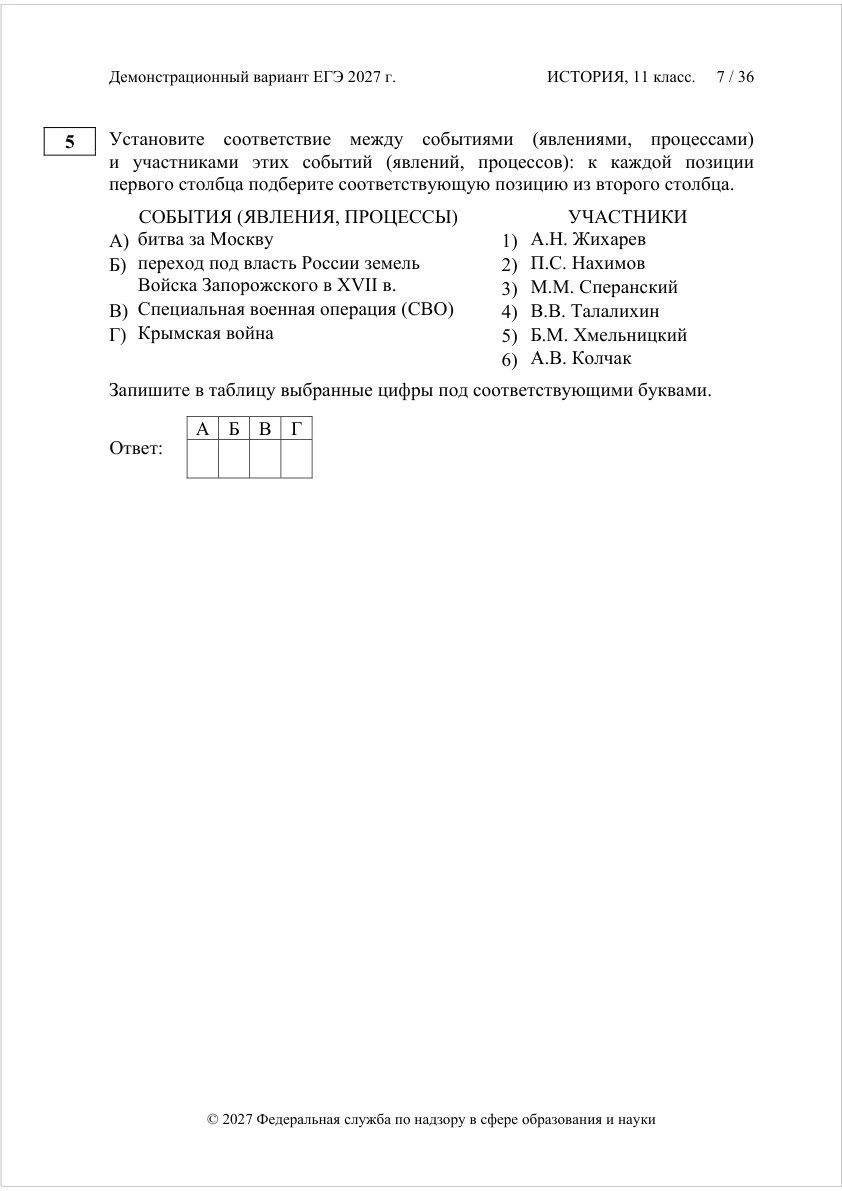 Демонстрационный вариант ЕГЭ 2027 г. ИСТОРИЯ, 11 класс. 7 / 36
5 Установите соответствие между событиями (явлениями, процессами)
и участниками этих событий (явлений, процессов): к каждой позиции
первого столбца подберите соответствующую позицию из второго столбца.
СОБЫТИЯ (ЯВЛЕНИЯ, ПРОЦЕССЫ)
А) битва за Москву
Б) переход под власть России земель
Войска Запорожского в XVII в.
В) Специальная военная операция (СВО)
Г) Крымская война
УЧАСТНИКИ
1) А.Н. Жихарев
2) П.С. Нахимов
3) М.М. Сперанский
4) В.В. Талалихин
5) Б.М. Хмельницкий
6) А.В. Колчак
Запишите в таблицу выбранные цифры под соответствующими буквами.
А Б В Г
Ответ:
© 2027 Федеральная служба по надзору в сфере образования и науки